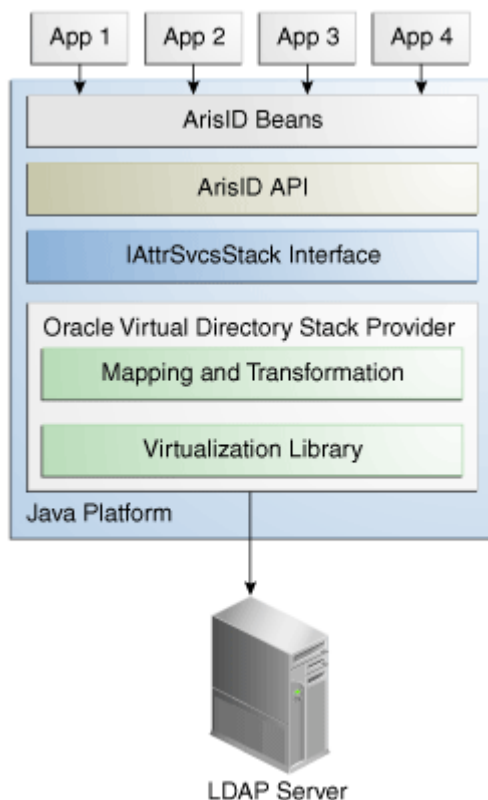 App 1
App 2
App 3
App 4
ArisID Beans
ArisID API
IAttrSvcsStack Interface
Oracle Virtual Directory Stack Provider
Mapping and Transformation
Virtualization Library
Java Platform
LDAP Server